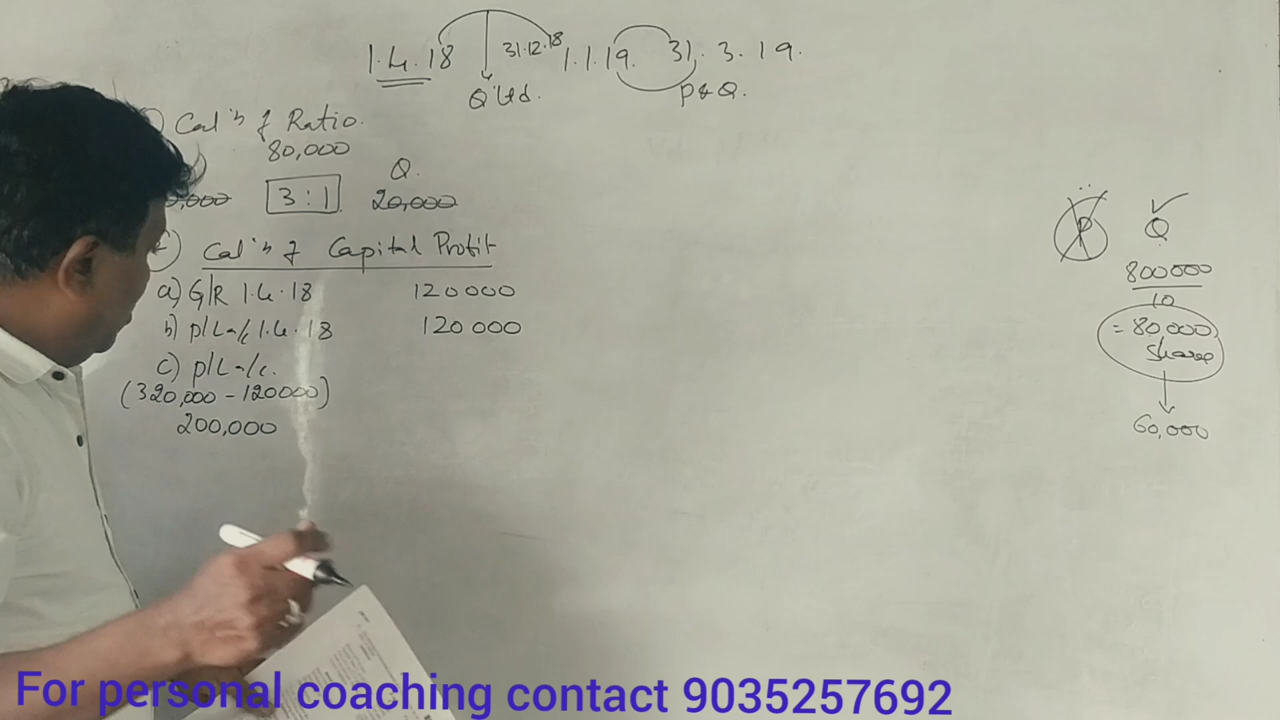 1.4.18 31.12.18 1.1.19. 31.3.19.
Q Ltd. P & Q.
Cal'n of Ratio.
80,000
Q.
3:1 20,000
Cal'n of Capital Profit
a) G/R 1.4.18 120000
b) P/L a/c 1.4.18 120000
c) P/L a/c.
(320,000 - 120000)
200,000
P Q
800000
10
= 80,000
Shares
60,000
For personal coaching contact 9035257692